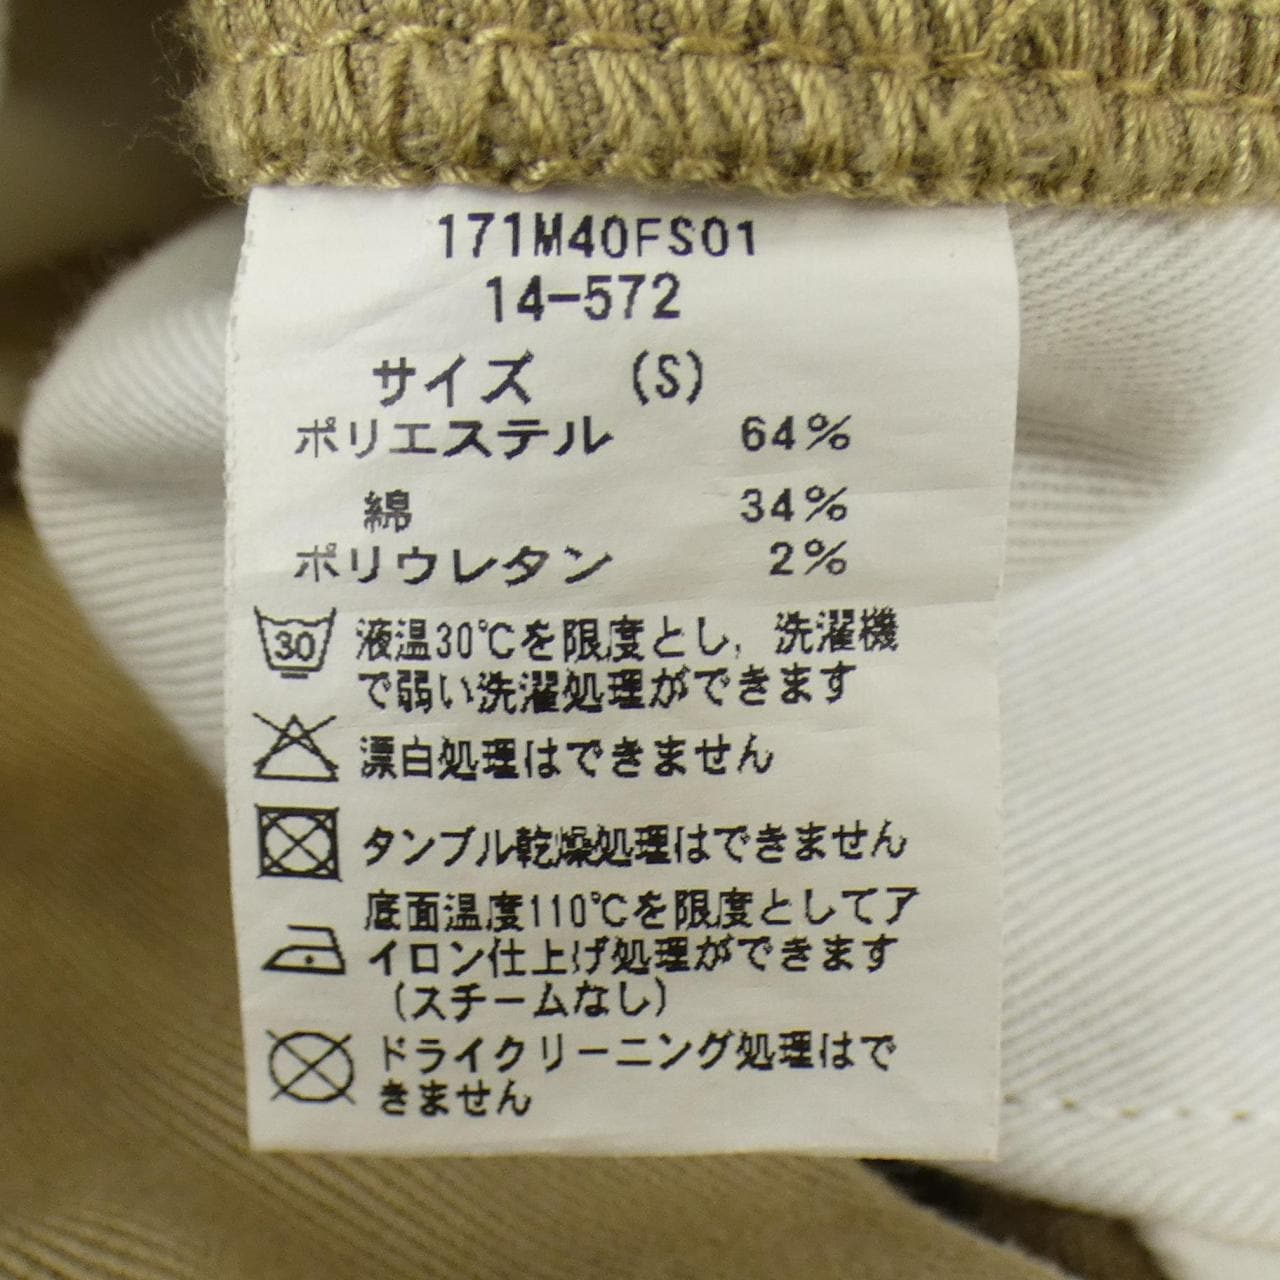 171M40FS01
14-572
サイズ (S)
ポリエステル 64%
綿 34%
ポリウレタン 2%
30 液温30℃を限度とし、洗濯機
で弱い洗濯処理ができます
漂白処理はできません
タンブル乾燥処理はできません
底面温度110℃を限度としてア
イロン仕上げ処理ができます
(スチームなし)
ドライクリーニング処理はで
きません